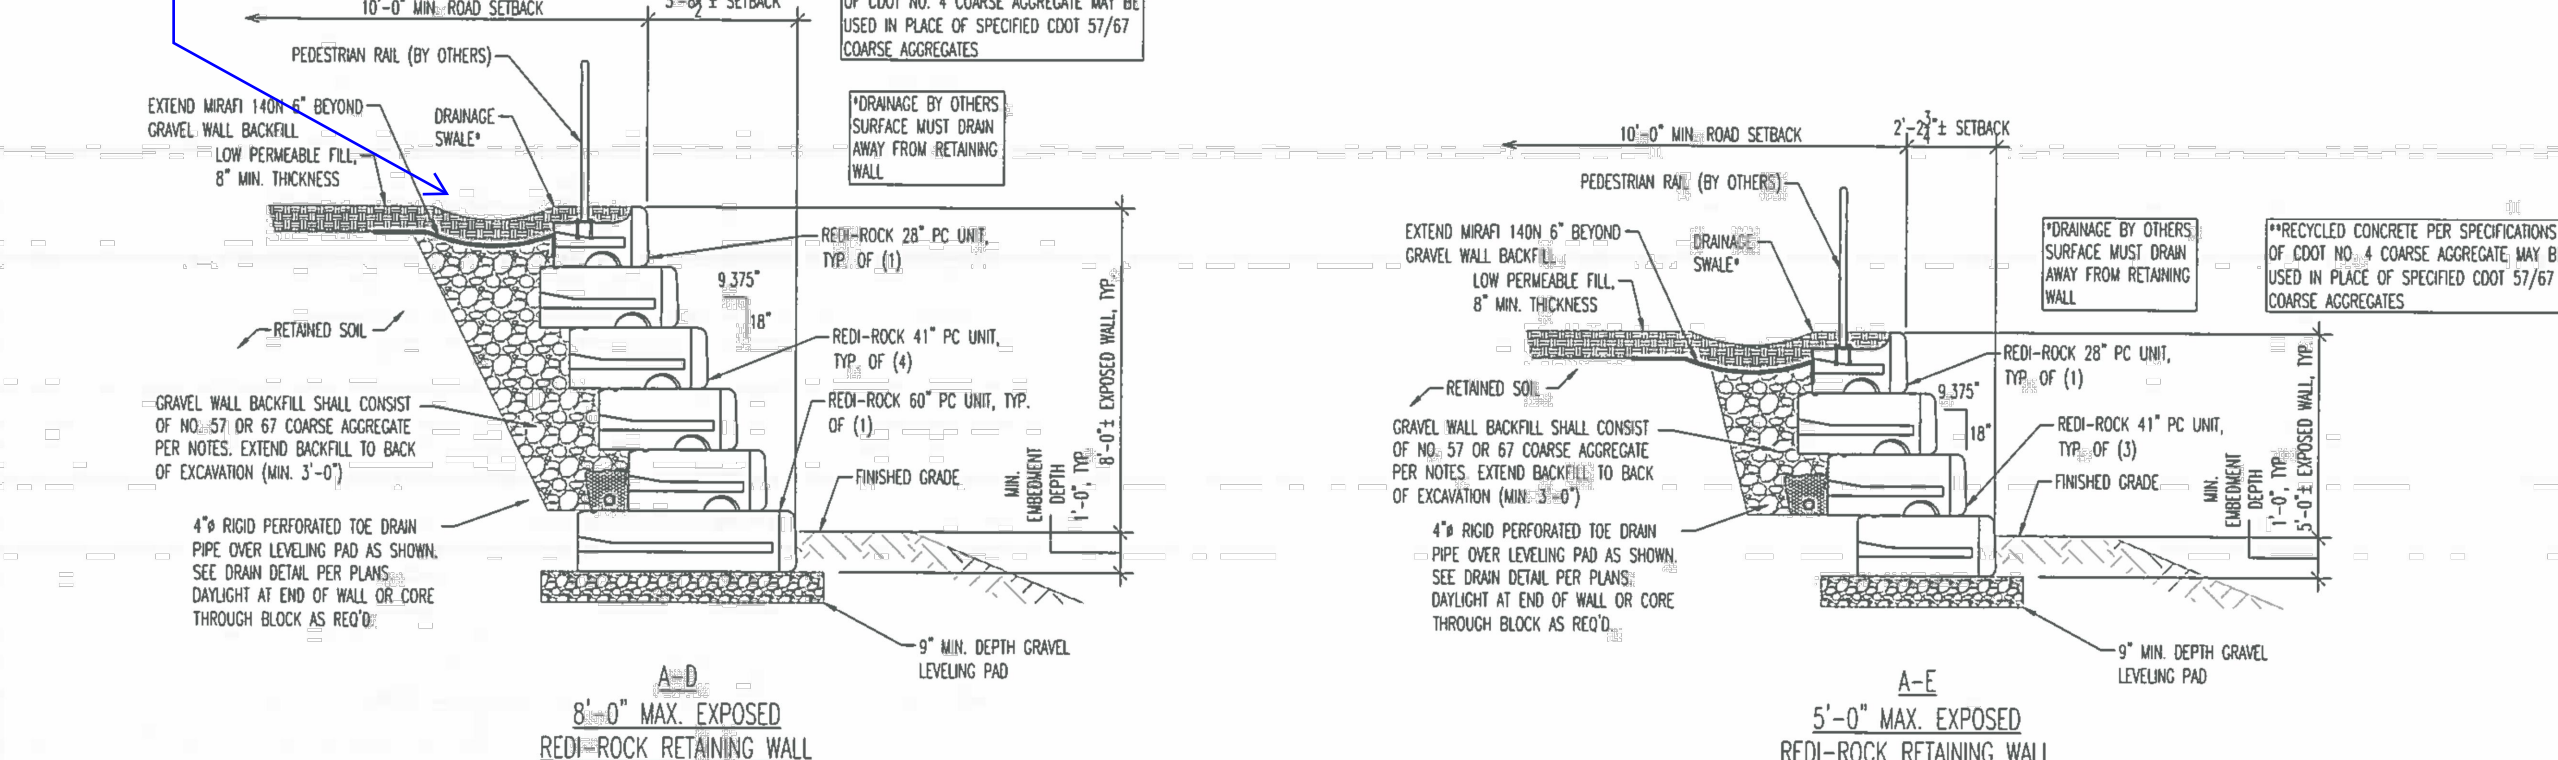 10'-0" MIN. ROAD SETBACK
± SETBACK
OF CDOT NO. 4 COARSE AGGREGATE MAY BE
USED IN PLACE OF SPECIFIED CDOT 57/67
COARSE AGGREGATES
PEDESTRIAN RAIL (BY OTHERS)
EXTEND MIRAFI 140N 6" BEYOND
GRAVEL WALL BACKFILL
DRAINAGE
SWALE*
LOW PERMEABLE FILL,
8" MIN. THICKNESS
*DRAINAGE BY OTHERS
SURFACE MUST DRAIN
AWAY FROM RETAINING
WALL
REDI-ROCK 28" PC UNIT,
TYP. OF (1)
9.375"
18"
RETAINED SOIL
REDI-ROCK 41" PC UNIT,
TYP. OF (4)
REDI-ROCK 60" PC UNIT, TYP.
OF (1)
GRAVEL WALL BACKFILL SHALL CONSIST
OF NO. 57 OR 67 COARSE AGGREGATE
PER NOTES. EXTEND BACKFILL TO BACK
OF EXCAVATION (MIN. 3'-0")
FINISHED GRADE
MIN.
EMBEDMENT
DEPTH
1'-0", TYP.
8'-0"± EXPOSED WALL, TYP.
4"ø RIGID PERFORATED TOE DRAIN
PIPE OVER LEVELING PAD AS SHOWN.
SEE DRAIN DETAIL PER PLANS
DAYLIGHT AT END OF WALL OR CORE
THROUGH BLOCK AS REQ'D.
9" MIN. DEPTH GRAVEL
LEVELING PAD
A-D
8'-0" MAX. EXPOSED
REDI-ROCK RETAINING WALL
10'-0" MIN. ROAD SETBACK
2'-2 3/4"± SETBACK
PEDESTRIAN RAIL (BY OTHERS)
EXTEND MIRAFI 140N 6" BEYOND
GRAVEL WALL BACKFILL
DRAINAGE
SWALE*
LOW PERMEABLE FILL,
8" MIN. THICKNESS
*DRAINAGE BY OTHERS
SURFACE MUST DRAIN
AWAY FROM RETAINING
WALL
**RECYCLED CONCRETE PER SPECIFICATIONS
OF CDOT NO. 4 COARSE AGGREGATE MAY B
USED IN PLACE OF SPECIFIED CDOT 57/67
COARSE AGGREGATES
REDI-ROCK 28" PC UNIT,
TYP. OF (1)
9.375"
18"
RETAINED SOIL
REDI-ROCK 41" PC UNIT,
TYP. OF (3)
GRAVEL WALL BACKFILL SHALL CONSIST
OF NO. 57 OR 67 COARSE AGGREGATE
PER NOTES. EXTEND BACKFILL TO BACK
OF EXCAVATION (MIN. 3'-0")
FINISHED GRADE
MIN.
EMBEDMENT
DEPTH
1'-0", TYP.
5'-0"± EXPOSED WALL, TYP.
4"ø RIGID PERFORATED TOE DRAIN
PIPE OVER LEVELING PAD AS SHOWN.
SEE DRAIN DETAIL PER PLANS.
DAYLIGHT AT END OF WALL OR CORE
THROUGH BLOCK AS REQ'D.
9" MIN. DEPTH GRAVEL
LEVELING PAD
A-E
5'-0" MAX. EXPOSED
REDI-ROCK RETAINING WALL